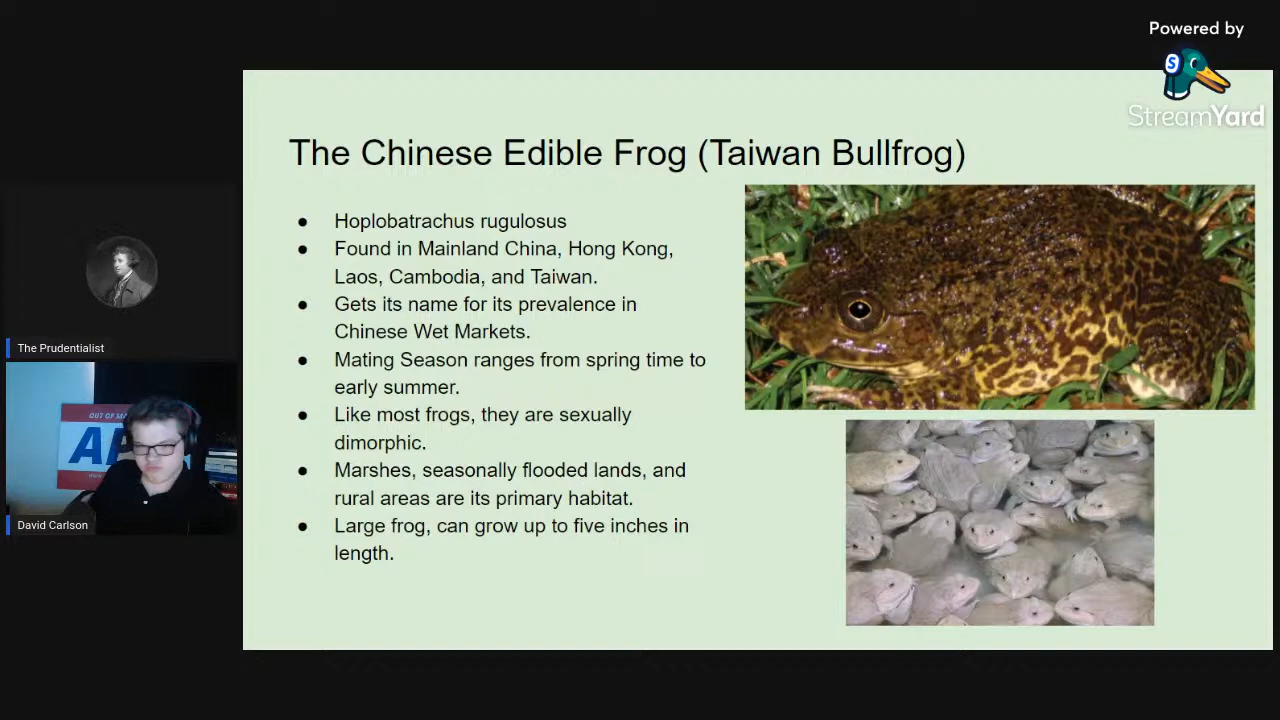 Powered by
S
StreamYard
The Chinese Edible Frog (Taiwan Bullfrog)
● Hoplobatrachus rugulosus
● Found in Mainland China, Hong Kong,
Laos, Cambodia, and Taiwan.
● Gets its name for its prevalence in
Chinese Wet Markets.
● Mating Season ranges from spring time to
early summer.
● Like most frogs, they are sexually
dimorphic.
● Marshes, seasonally flooded lands, and
rural areas are its primary habitat.
● Large frog, can grow up to five inches in
length.
The Prudentialist
OUT OF
David Carlson